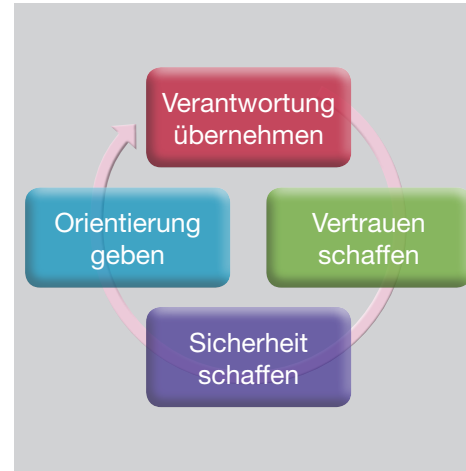 Verantwortung
übernehmen
Vertrauen
schaffen
Sicherheit
schaffen
Orientierung
geben